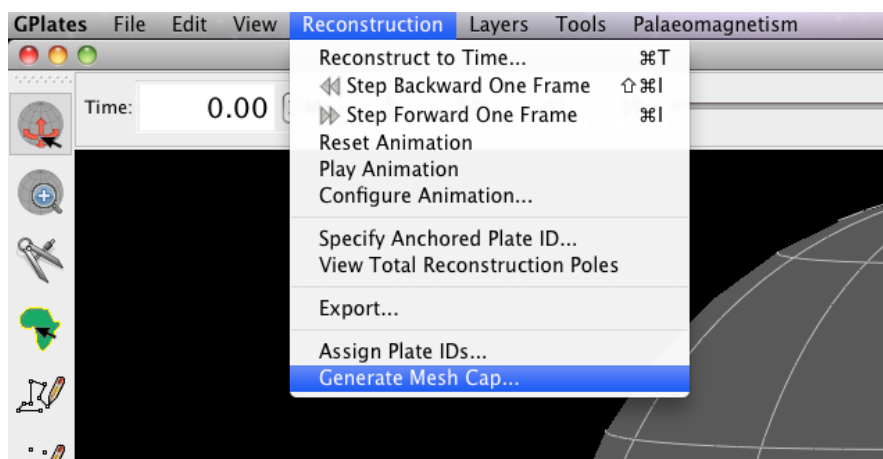 GPlates File Edit View Reconstruction Layers Tools Palaeomagnetism
Time: 0.00
Reconstruct to Time... ⌘T
Step Backward One Frame ⇧⌘I
Step Forward One Frame ⌘I
Reset Animation
Play Animation
Configure Animation...
Specify Anchored Plate ID...
View Total Reconstruction Poles
Export...
Assign Plate IDs...
Generate Mesh Cap...